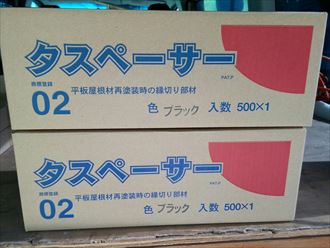 タスペーサー
PAT.P
商標登録
02
平板屋根材再塗装時の縁切り部材
色 ブラック 入数 500×1
タスペーサー
PAT.P
商標登録
02
平板屋根材再塗装時の縁切り部材
色 ブラック 入数 500×1